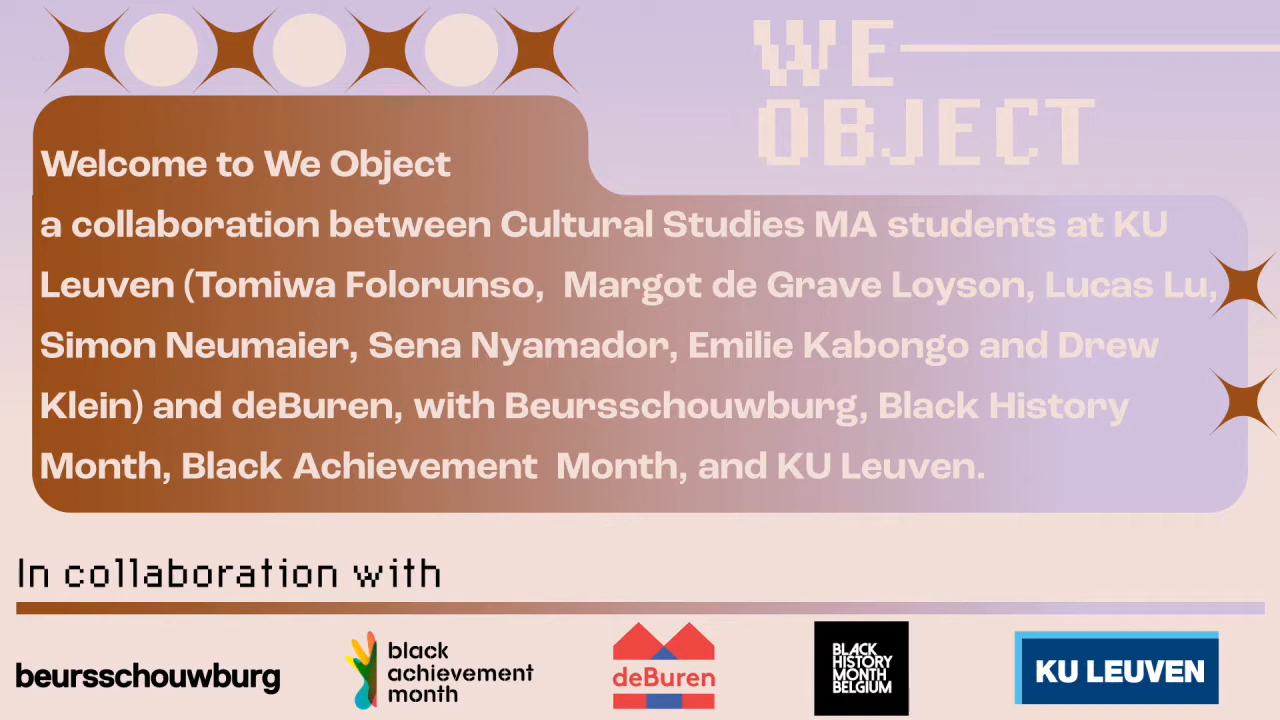 WE
OBJECT
Welcome to We Object
a collaboration between Cultural Studies MA students at KU
Leuven (Tomiwa Folorunso,  Margot de Grave Loyson, Lucas Lu,
Simon Neumaier, Sena Nyamador, Emilie Kabongo and Drew
Klein) and deBuren, with Beursschouwburg, Black History
Month, Black Achievement  Month, and KU Leuven.
In collaboration with
beursschouwburg
black
achievement
month
deBuren
BLACK
HISTORY
MONTH
BELGIUM
KU LEUVEN